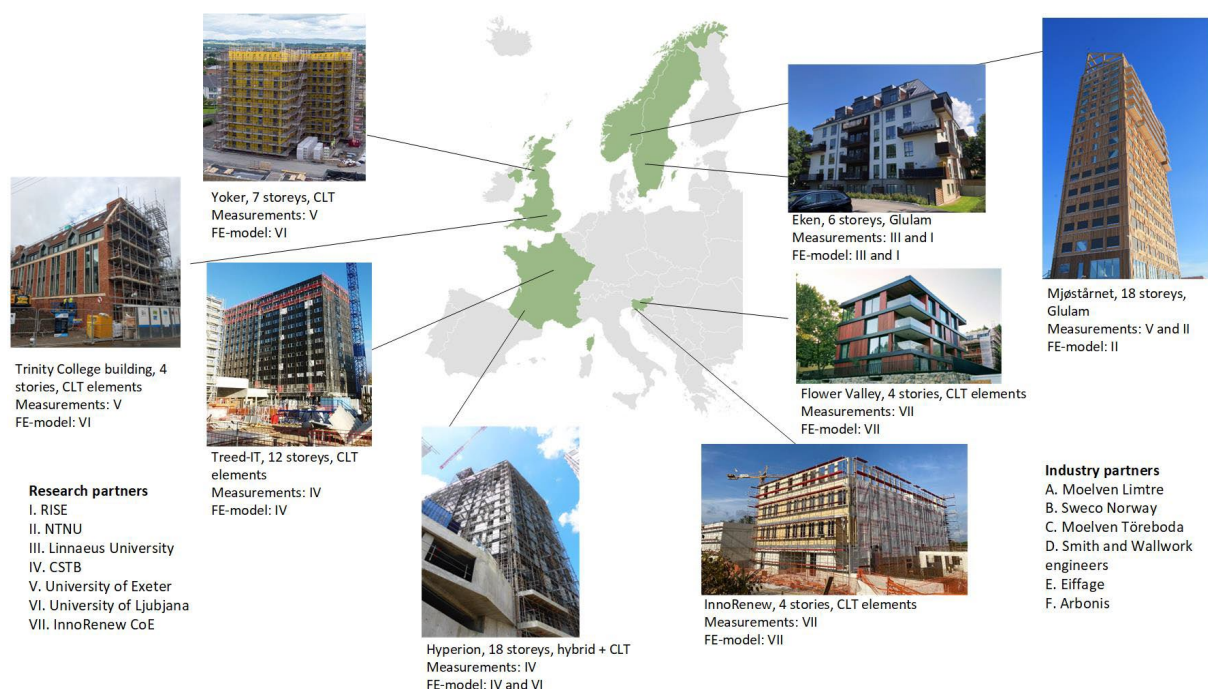 Yoker, 7 storeys, CLT
Measurements: V
FE-model: VI
Trinity College building, 4
stories, CLT elements
Measurements: V
FE-model: VI
Treed-IT, 12 storeys, CLT
elements
Measurements: IV
FE-model: IV
Hyperion, 18 storeys, hybrid + CLT
Measurements: IV
FE-model: IV and VI
Eken, 6 storeys, Glulam
Measurements: III and I
FE-model: III and I
Mjøstårnet, 18 storeys,
Glulam
Measurements: V and II
FE-model: II
Flower Valley, 4 stories, CLT elements
Measurements: VII
FE-model: VII
InnoRenew, 4 stories, CLT elements
Measurements: VII
FE-model: VII
Research partners
I. RISE
II. NTNU
III. Linnaeus University
IV. CSTB
V. University of Exeter
VI. University of Ljubjana
VII. InnoRenew CoE
Industry partners
A. Moelven Limtre
B. Sweco Norway
C. Moelven Töreboda
D. Smith and Wallwork
engineers
E. Eiffage
F. Arbonis